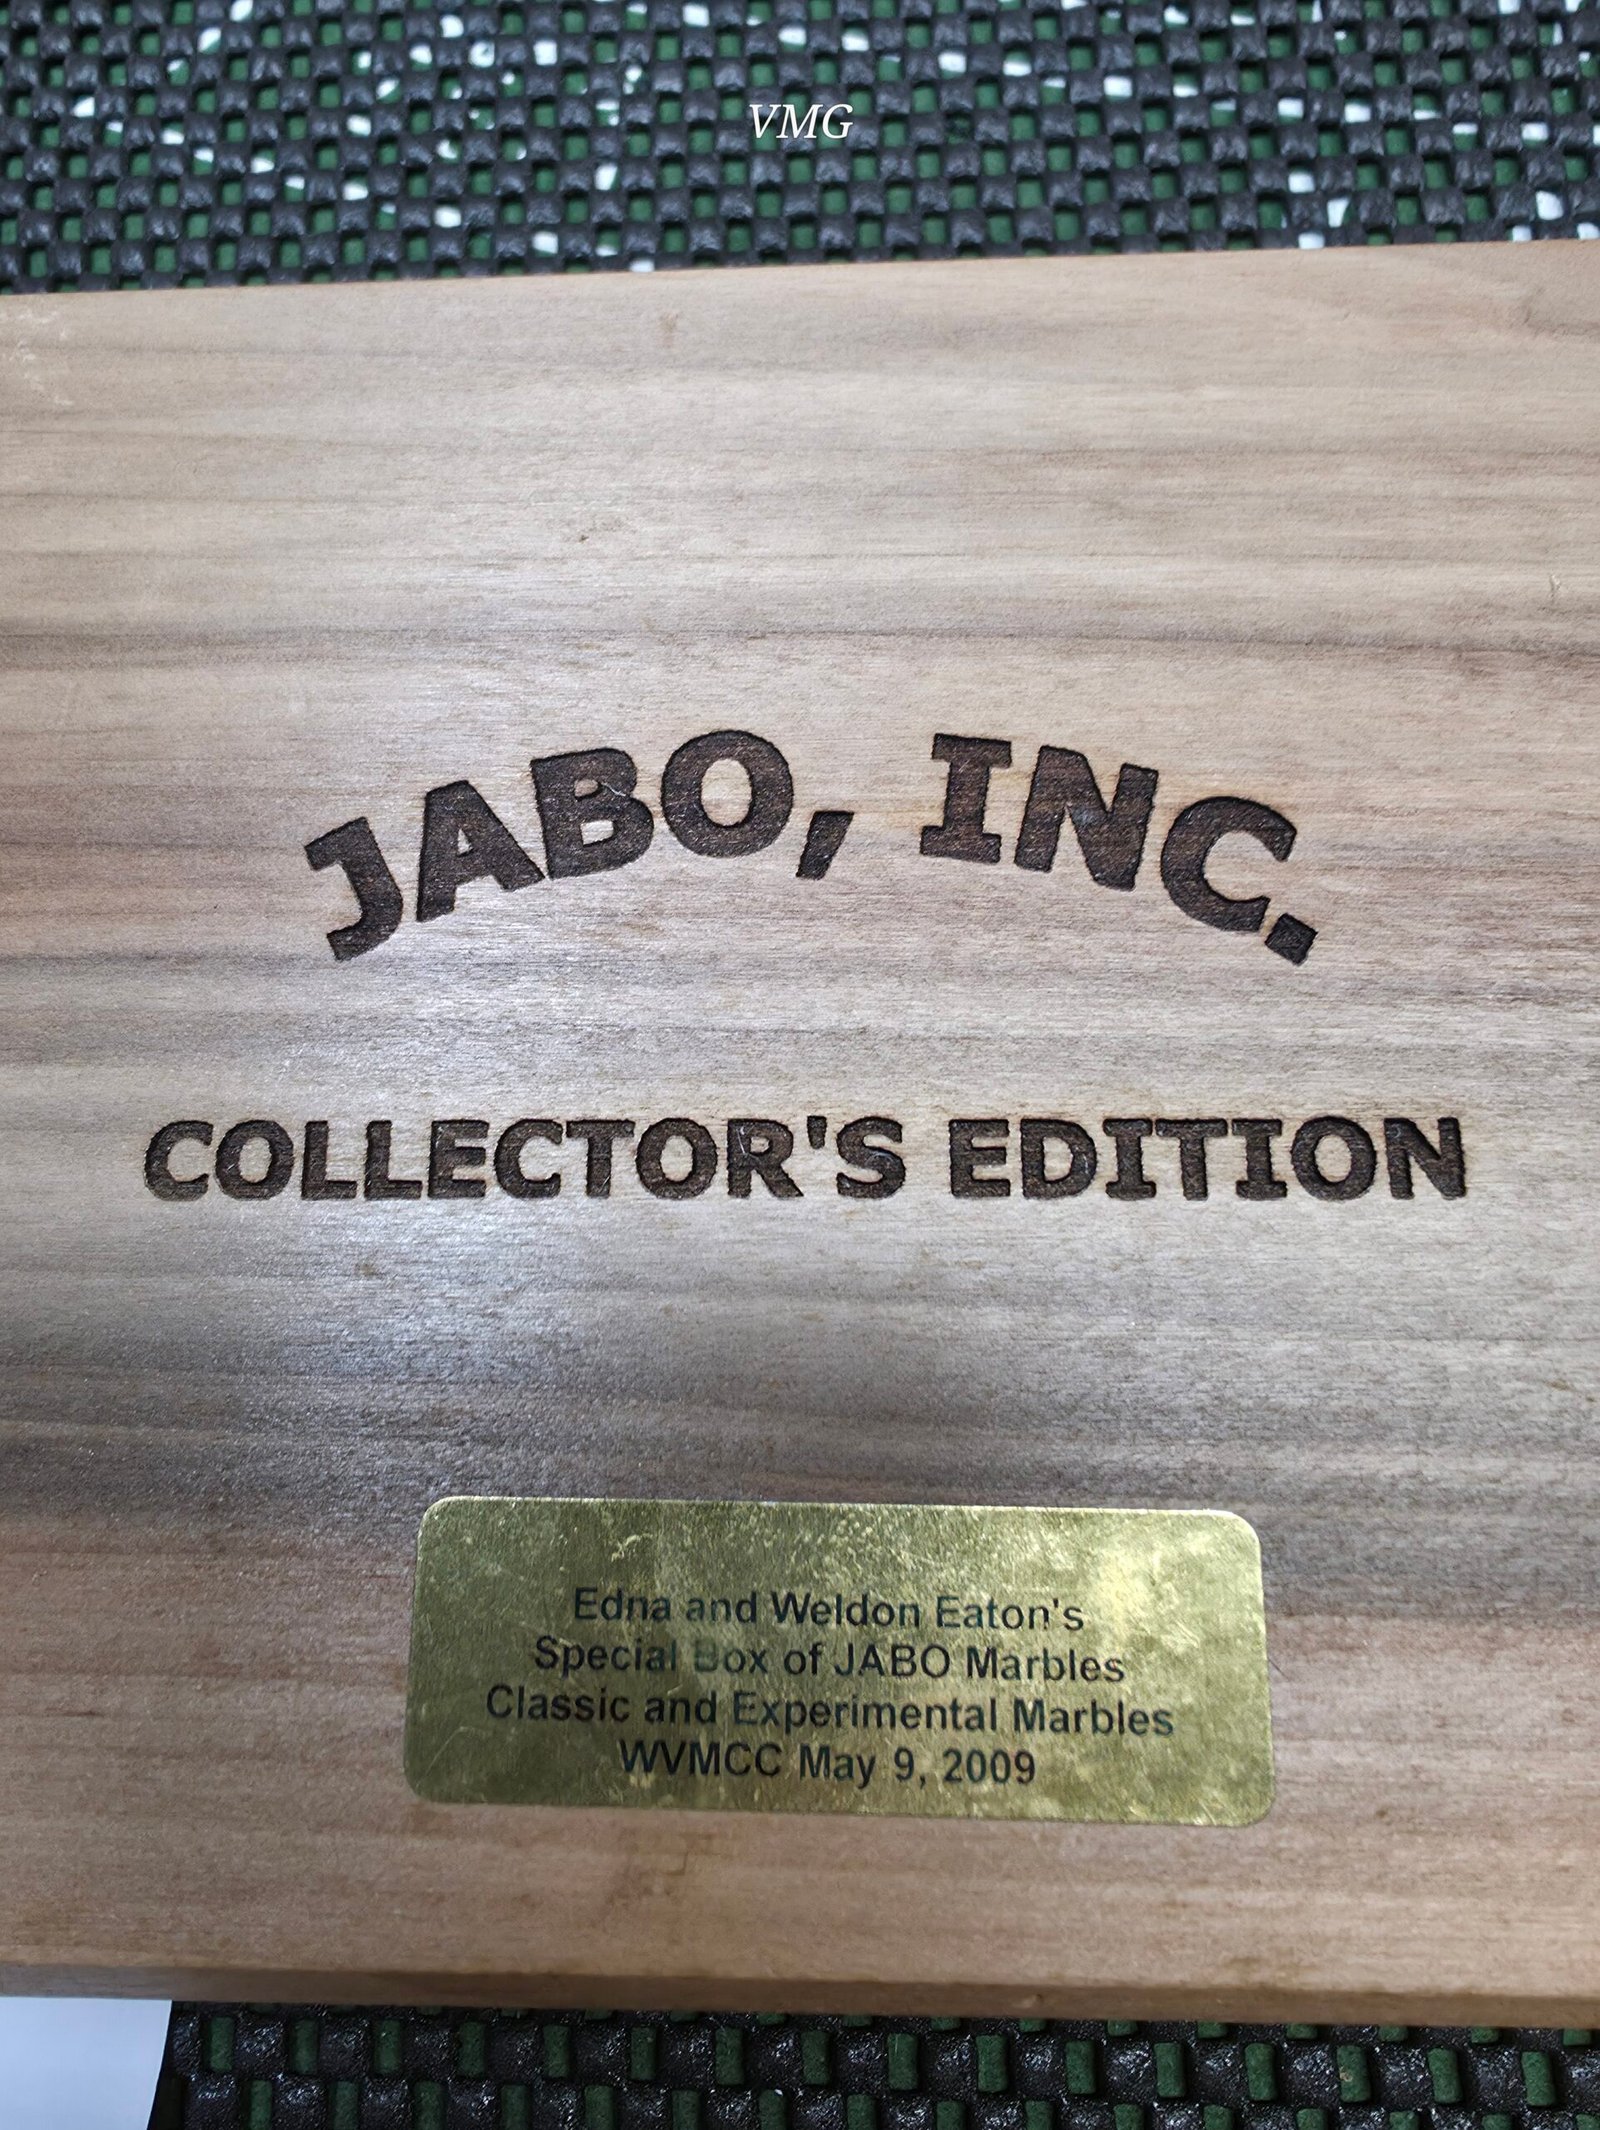 VMG
JABO, INC.
COLLECTOR'S EDITION
Edna and Weldon Eaton's
Special Box of JABO Marbles
Classic and Experimental Marbles
WVMCC May 9, 2009